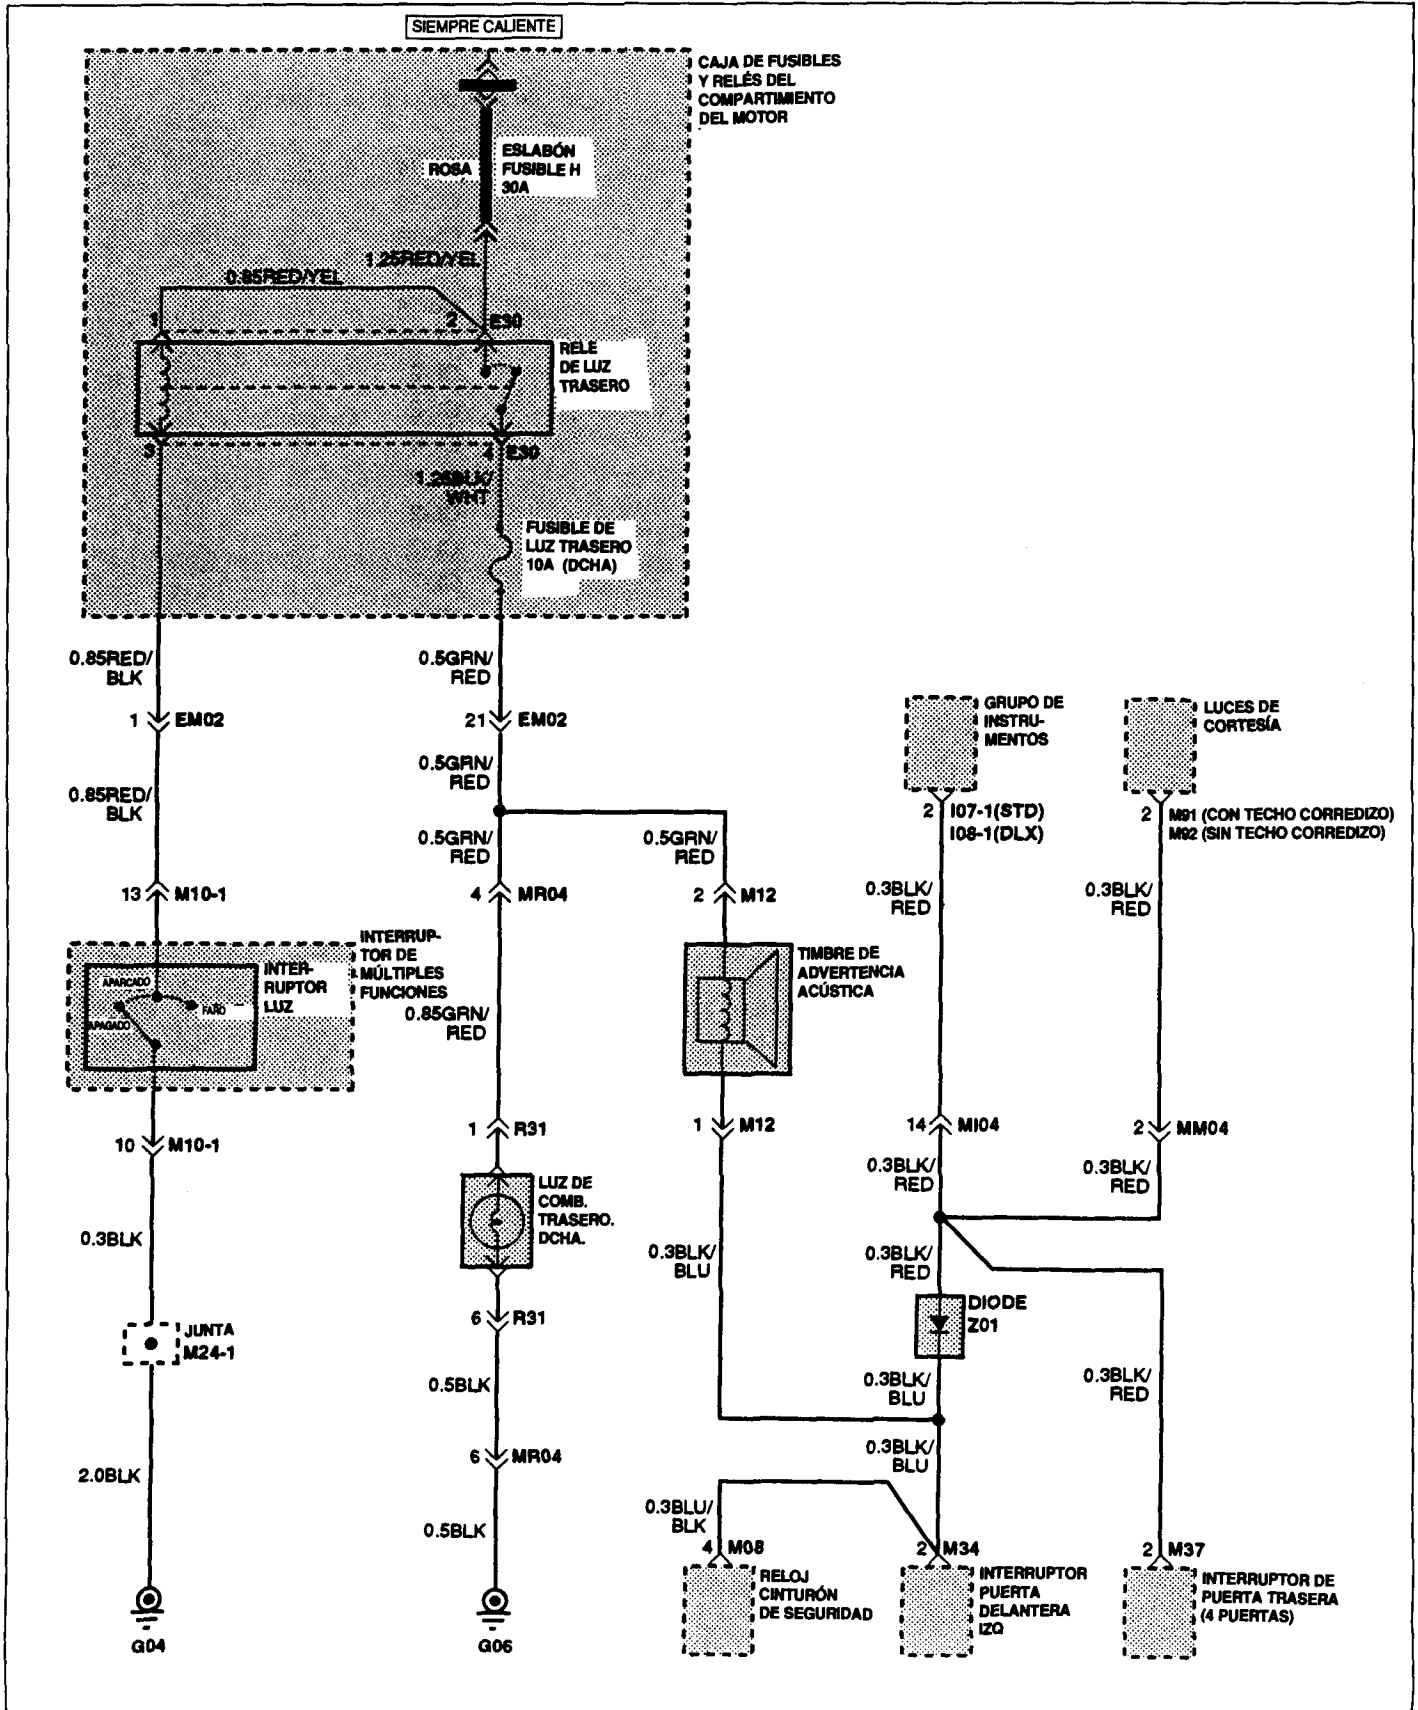 SIEMPRE CALIENTE
CAJA DE FUSIBLES
Y RELÉS DEL
COMPARTIMIENTO
DEL MOTOR
ROSA
ESLABÓN
FUSIBLE H
30A
1.25RED/YEL
0.85RED/YEL
1
2
E30
RELE
DE LUZ
TRASERO
3
4
E30
1.25BLK/
WHT
FUSIBLE DE
LUZ TRASERO
10A (DCHA)
0.85RED/
BLK
0.5GRN/
RED
1
EM02
21
EM02
0.5GRN/
RED
0.85RED/
BLK
0.5GRN/
RED
0.5GRN/
RED
GRUPO DE
INSTRU-
MENTOS
LUCES DE
CORTESÍA
2
I07-1(STD)
I08-1(DLX)
2
M91 (CON TECHO CORREDIZO)
M92 (SIN TECHO CORREDIZO)
0.3BLK/
RED
0.3BLK/
RED
13
M10-1
4
MR04
2
M12
INTERRUP-
TOR DE
MÚLTIPLES
FUNCIONES
INTER-
RUPTOR
LUZ
APARCADO
FARO
APAGADO
0.85GRN/
RED
TIMBRE DE
ADVERTENCIA
ACÚSTICA
10
M10-1
1
R31
1
M12
14
MI04
2
MM04
0.3BLK/
RED
0.3BLK/
RED
LUZ DE
COMB.
TRASERO.
DCHA.
0.3BLK
0.3BLK/
BLU
0.3BLK/
RED
DIODE
Z01
6
R31
JUNTA
M24-1
0.5BLK
0.3BLK/
BLU
0.3BLK/
RED
6
MR04
0.3BLK/
BLU
2.0BLK
0.5BLK
0.3BLU/
BLK
4
M08
2
M34
2
M37
RELOJ
CINTURÓN
DE SEGURIDAD
INTERRUPTOR
PUERTA
DELANTERA
IZQ
INTERRUPTOR DE
PUERTA TRASERA
(4 PUERTAS)
G04
G06